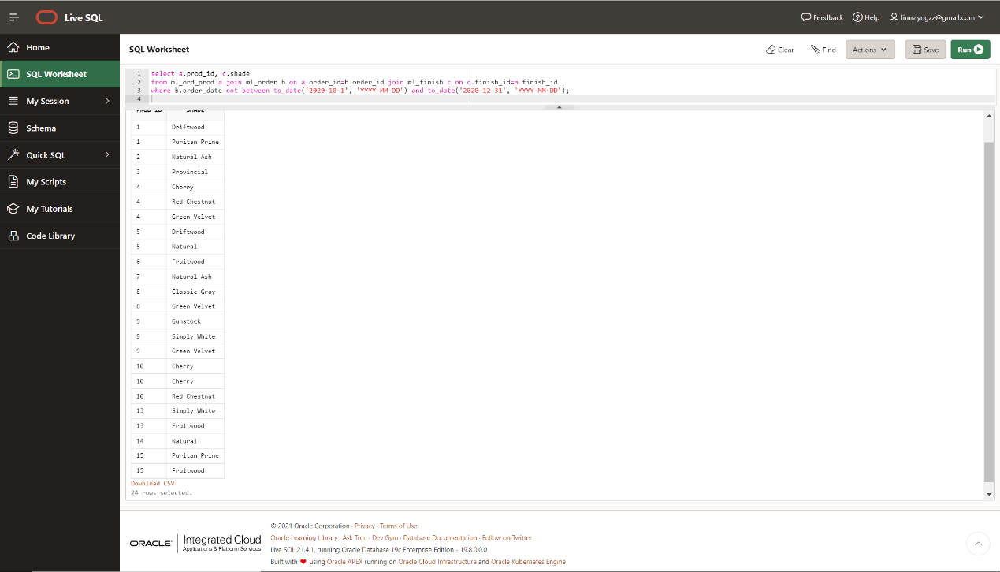 Live SQL
Feedback Help limrayngzz@gmail.com
Home
SQL Worksheet
My Session
Schema
Quick SQL
My Scripts
My Tutorials
Code Library
SQL Worksheet
Clear Find Actions Save Run
1 select a.prod_id, c.shade
2 from ml_ord_prod a join ml_order b on a.order_id=b.order_id join ml_finish c on c.finish_id=a.finish_id
3 where b.order_date not between to_date('2020-10-1', 'YYYY-MM-DD') and to_date('2020-12-31', 'YYYY-MM-DD');
4
PROD_ID SHADE
1 Driftwood
1 Puritan Prine
2 Natural Ash
3 Provincial
4 Cherry
4 Red Chestnut
4 Green Velvet
5 Driftwood
5 Natural
6 Fruitwood
7 Natural Ash
8 Classic Gray
8 Green Velvet
9 Gunstock
9 Simply White
9 Green Velvet
10 Cherry
10 Cherry
10 Red Chestnut
13 Simply White
13 Fruitwood
14 Natural
15 Puritan Prine
15 Fruitwood
Download CSV
24 rows selected.
ORACLE Integrated Cloud
Applications & Platform Services
© 2021 Oracle Corporation · Privacy · Terms of Use
Oracle Learning Library · Ask Tom · Dev Gym · Database Documentation · Follow on Twitter
Live SQL 21.4.1, running Oracle Database 19c Enterprise Edition - 19.8.0.0.0
Built with ❤ using Oracle APEX running on Oracle Cloud Infrastructure and Oracle Kubernetes Engine